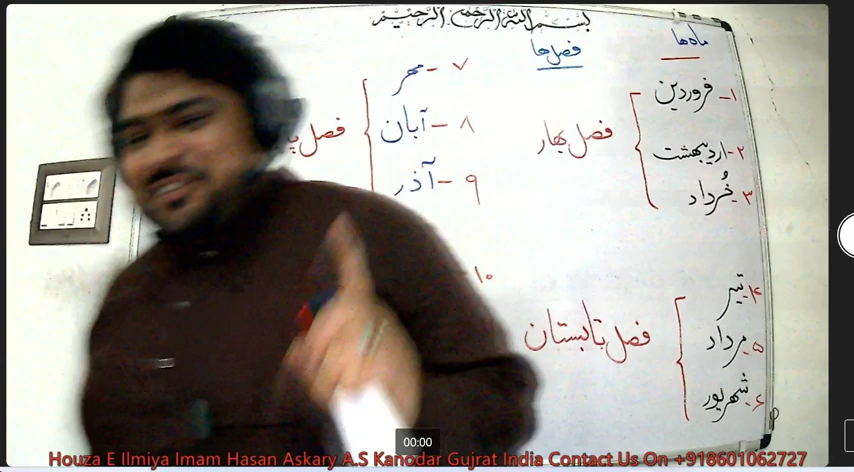 بسم الله الرحمن الرحیم
ماه‌ها
فصل‌ها
۱- فروردین
۲- اردیبهشت
۳- خُرداد
فصل بهار
۴- تیر
۵- مرداد
۶- شهریور
فصل تابستان
۷- مهر
۸- آبان
۹- آذر
فصل
۱۰
00:00
Houza E Ilmiya Imam Hasan Askary A.S Kanodar Gujrat India Contact Us On +918601062727